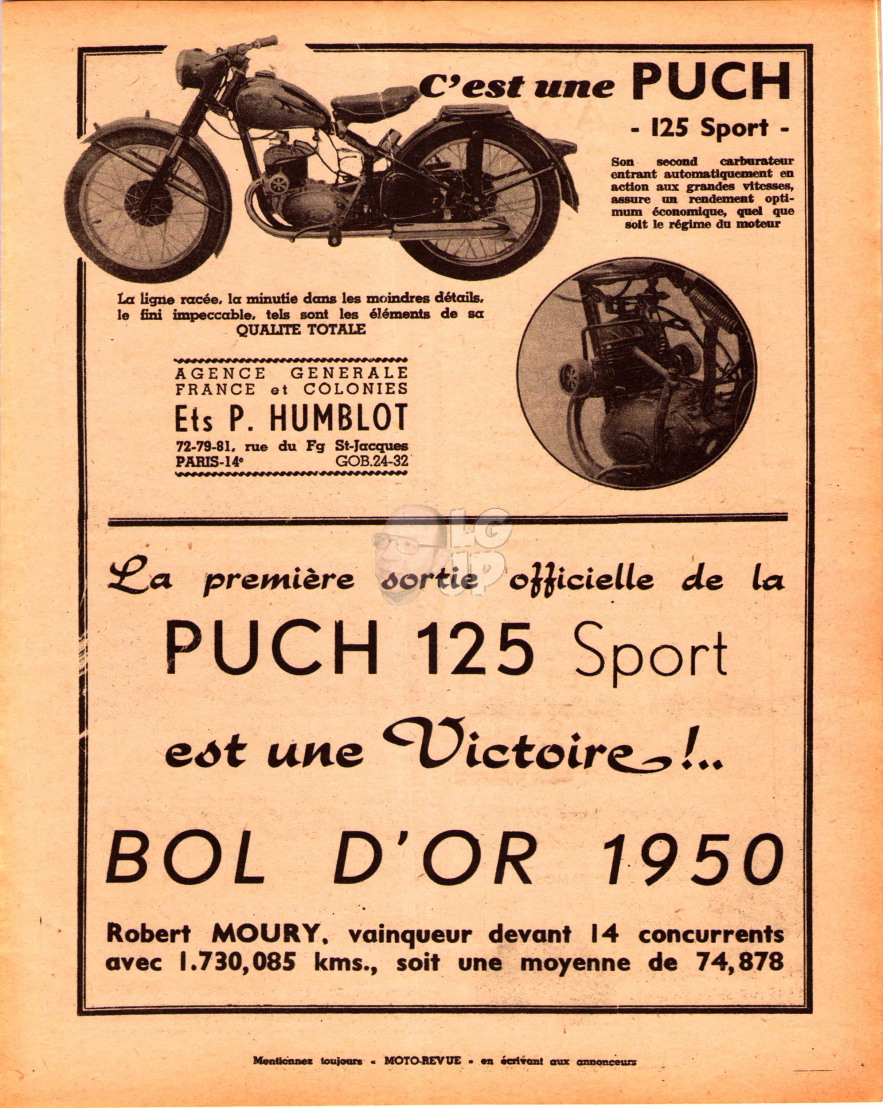 C'est une PUCH
- 125 Sport -
Son second carburateur
entrant automatiquement en
action aux grandes vitesses,
assure un rendement opti-
mum économique, quel que
soit le régime du moteur
La ligne racée, la minutie dans les moindres détails,
le fini impeccable, tels sont les éléments de sa
QUALITE TOTALE
AGENCE GENERALE
FRANCE et COLONIES
Ets P. HUMBLOT
72-79-81, rue du Fg St-Jacques
PARIS-14e GOB.24-32
LG
UP
La première sortie officielle de la
PUCH 125 Sport
est une Victoire !..
BOL D'OR 1950
Robert MOURY, vainqueur devant 14 concurrents
avec 1.730,085 kms., soit une moyenne de 74,878
Mentionnez toujours « MOTO-REVUE » en écrivant aux annonceurs